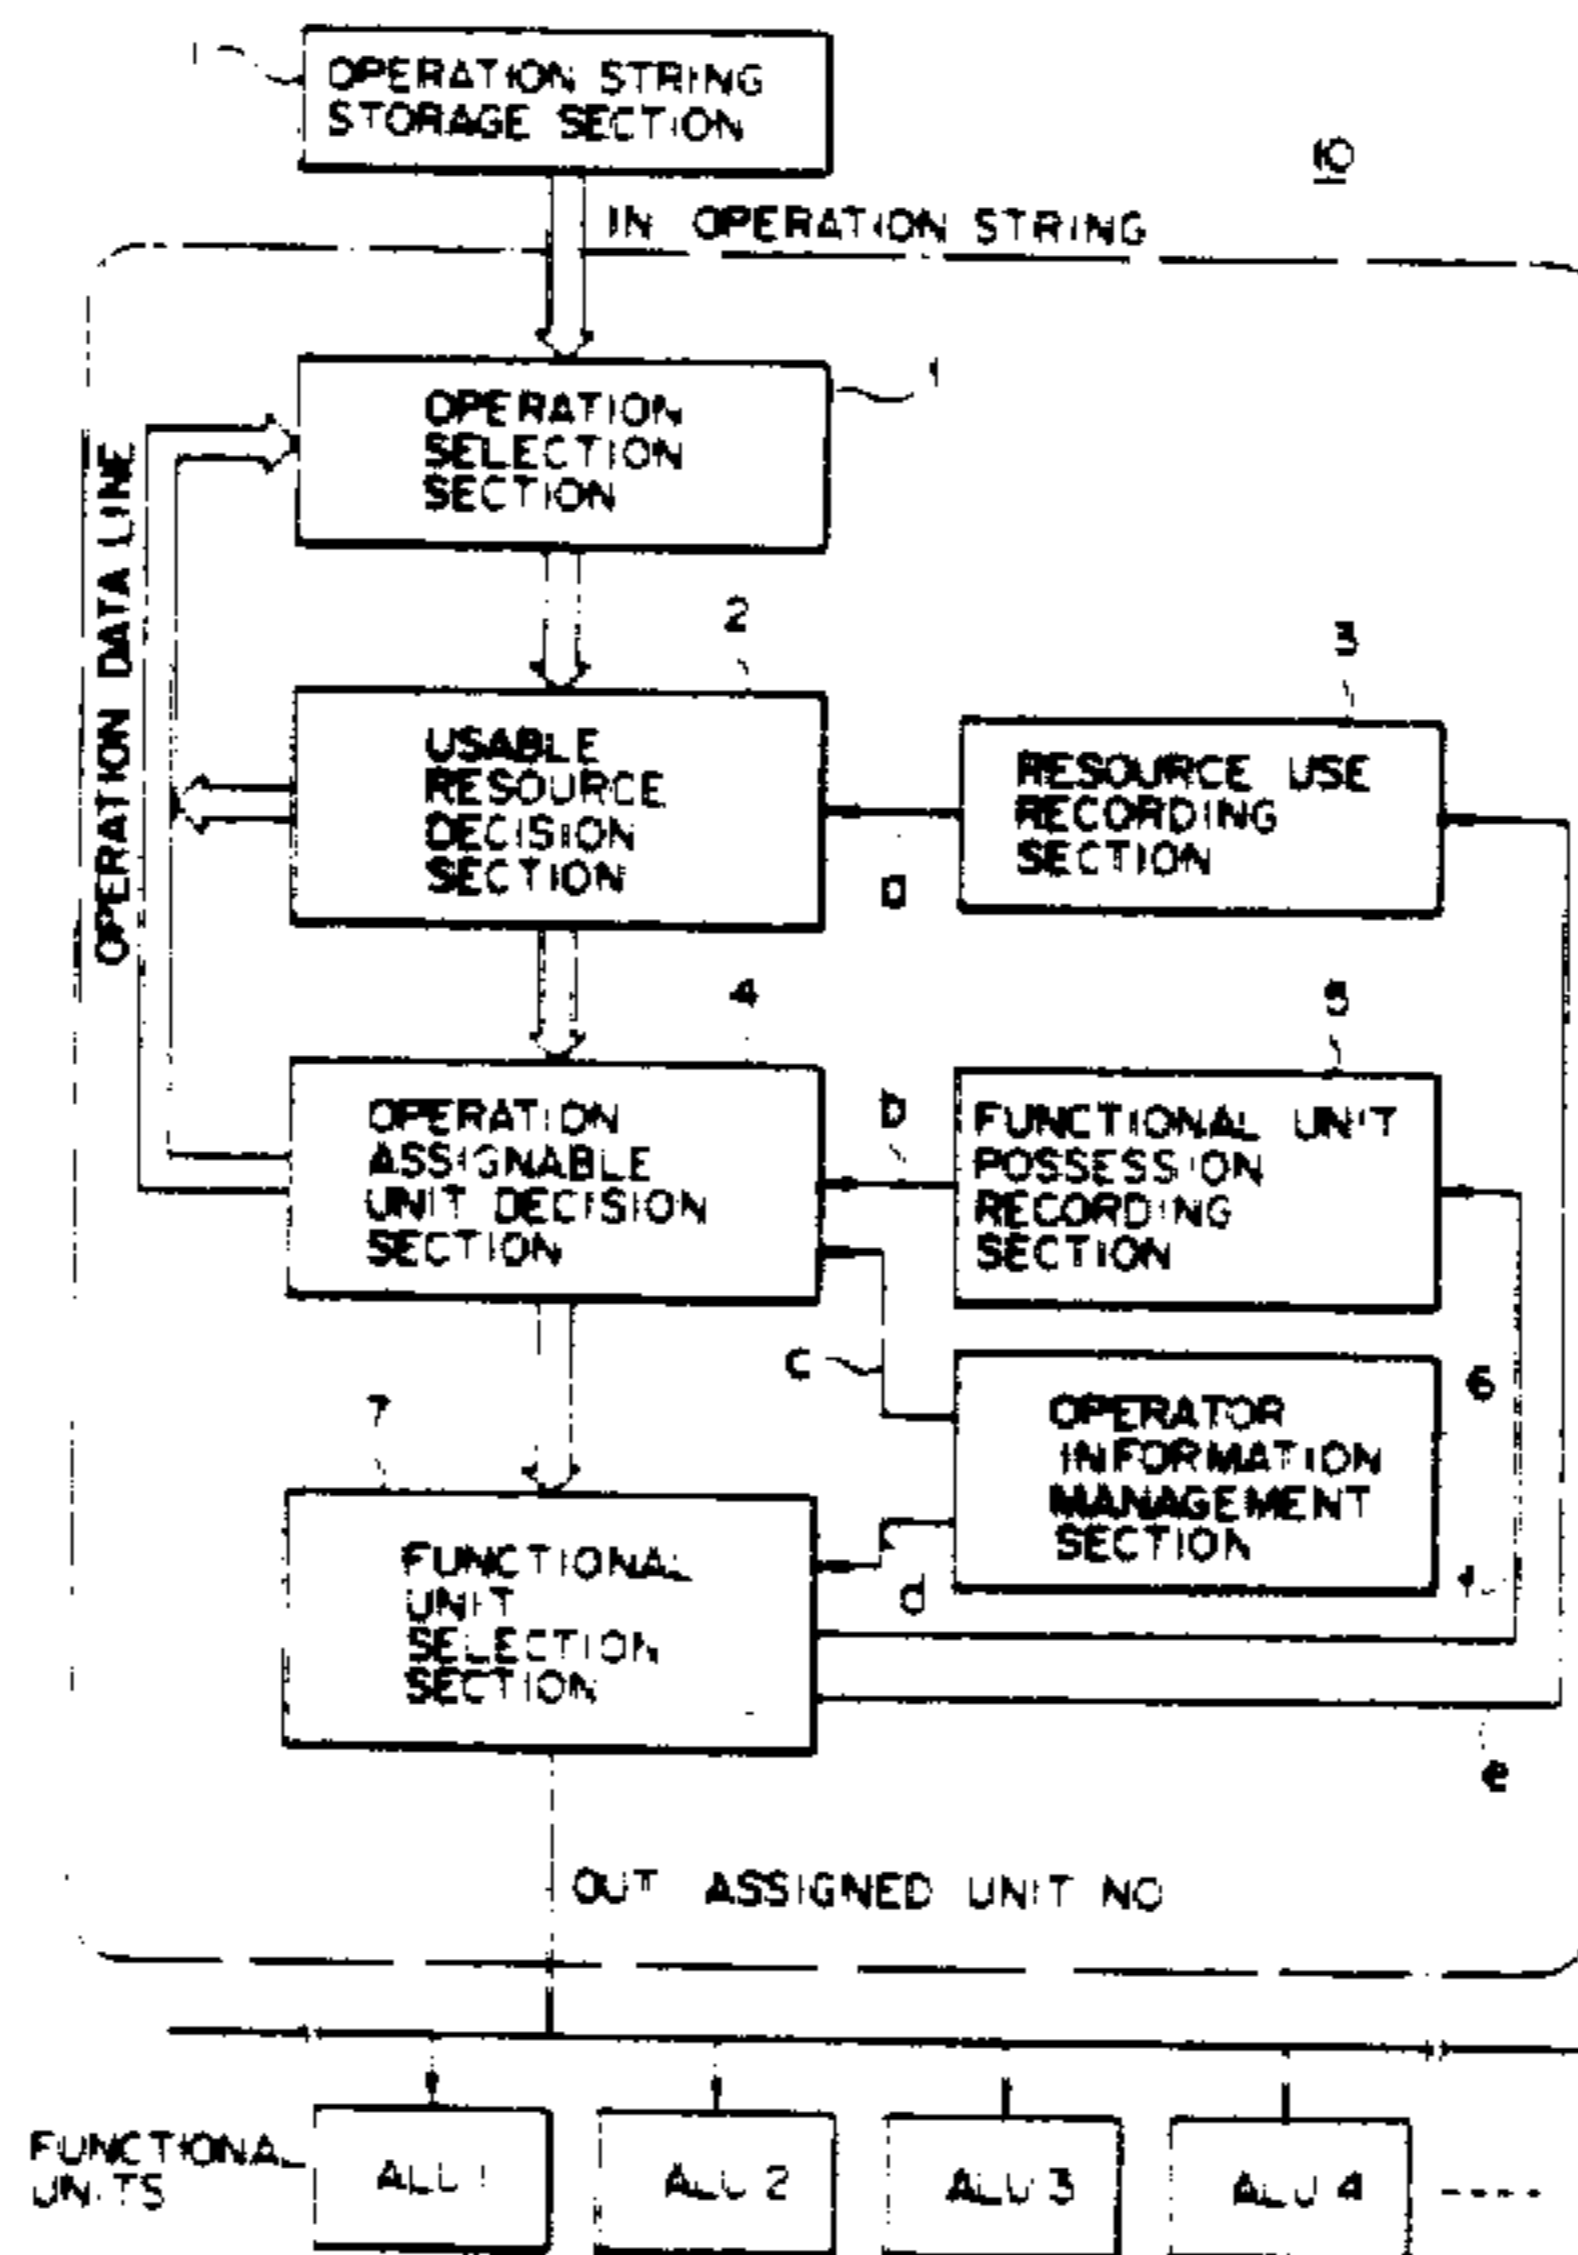 1
OPERATION STRING
STORAGE SECTION
10
IN OPERATION STRING
1
OPERATION
SELECTION
SECTION
OPERATION DATA LINE
2
3
USABLE
RESOURCE
DECISION
SECTION
RESOURCE USE
RECORDING
SECTION
a
4
5
OPERATION
ASSIGNABLE
UNIT DECISION
SECTION
b
FUNCTIONAL UNIT
POSSESSION
RECORDING
SECTION
c
6
OPERATOR
INFORMATION
MANAGEMENT
SECTION
7
FUNCTIONAL
UNIT
SELECTION
SECTION
d
f
e
OUT ASSIGNED UNIT NO
FUNCTIONAL
UNITS
ALU 1
ALU 2
ALU 3
ALU 4